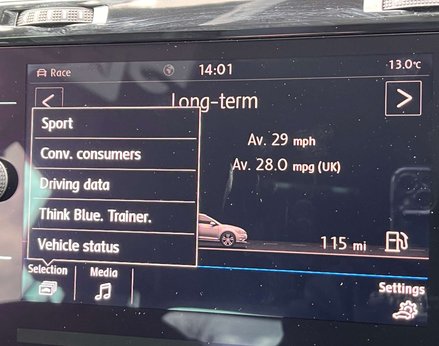 Race 14:01 13.0°C
Long-term
Sport
Conv. consumers
Driving data
Think Blue. Trainer.
Vehicle status
Av. 29 mph
Av. 28.0 mpg (UK)
115 mi
Selection Media Settings